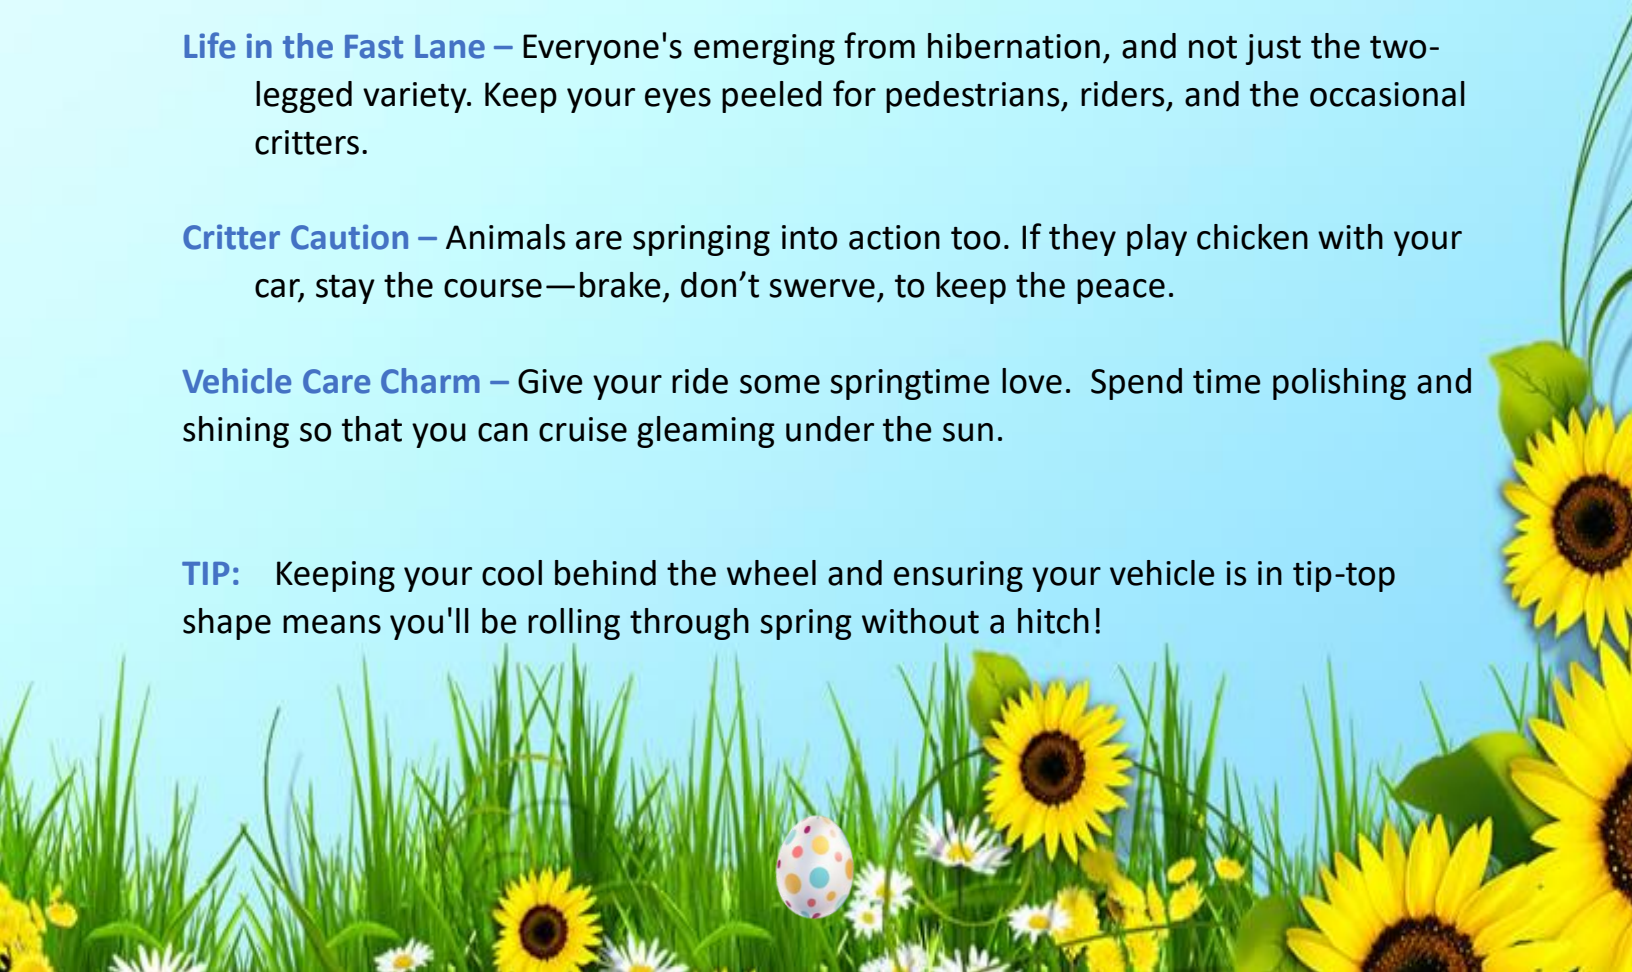 Life in the Fast Lane – Everyone's emerging from hibernation, and not just the two-
legged variety. Keep your eyes peeled for pedestrians, riders, and the occasional
critters.
Critter Caution – Animals are springing into action too. If they play chicken with your
car, stay the course—brake, don’t swerve, to keep the peace.
Vehicle Care Charm – Give your ride some springtime love.  Spend time polishing and
shining so that you can cruise gleaming under the sun.
TIP:    Keeping your cool behind the wheel and ensuring your vehicle is in tip-top
shape means you'll be rolling through spring without a hitch!